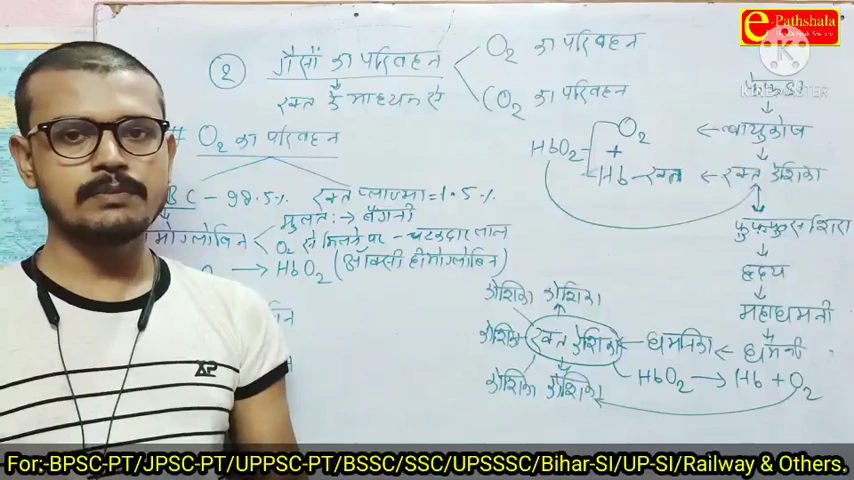 e-Pathshala
KINEMASTER
२ गैसों का परिवहन
O2 का परिवहन
CO2 का परिवहन
रक्त के माध्यम से
# O2 का परिवहन
BC – 98.5% रक्त प्लाज्मा = 1.5%
मुलतः → बैंगनी
मोग्लोबिन
O2 से मिलने पर – चटकदार लाल
→ HbO2 (ऑक्सी हीमोग्लोबिन)
HbO2
O2
+
Hb – रक्त
वायुकोष
रक्त केशिका
फुफ्फुस शिरा
हृदय
महाधमनी
धमनी
धमनिका
रक्त केशिका
कोशिका कोशिका
कोशिका
कोशिका कोशिका
HbO2 → Hb + O2
For:-BPSC-PT/JPSC-PT/UPPSC-PT/BSSC/SSC/UPSSSC/Bihar-SI/UP-SI/Railway & Others.